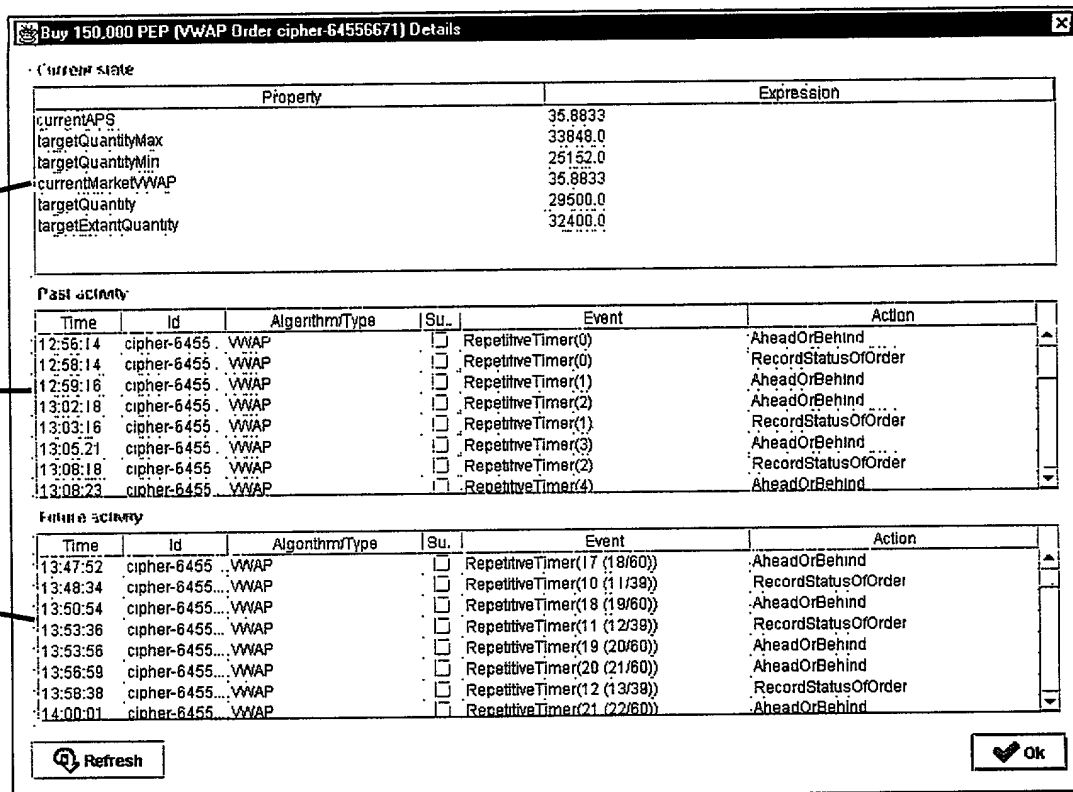 Buy 150,000 PEP (VWAP Order cipher-64556671) Details
Current state
Property Expression
currentAPS 35.8833
targetQuantityMax 33848.0
targetQuantityMin 25152.0
currentMarketVWAP 35.8833
targetQuantity 29500.0
targetExtantQuantity 32400.0
Past activity
Time Id Algorithm/Type Su.. Event Action
12:56:14 cipher-6455 . VWAP RepetitiveTimer(0) AheadOrBehind
12:58:14 cipher-6455 . VWAP RepetitiveTimer(0) RecordStatusOfOrder
12:59:16 cipher-6455 . VWAP RepetitiveTimer(1) AheadOrBehind
13:02:18 cipher-6455 . VWAP RepetitiveTimer(2) AheadOrBehind
13:03:16 cipher-6455 . VWAP RepetitiveTimer(1) RecordStatusOfOrder
13:05.21 cipher-6455 . VWAP RepetitiveTimer(3) AheadOrBehind
13:08:18 cipher-6455 VWAP RepetitiveTimer(2) RecordStatusOfOrder
13:08:23 cipher-6455 . VWAP RepetitiveTimer(4) AheadOrBehind
Future activity
Time Id Algorithm/Type Su. Event Action
13:47:52 cipher-6455 ... VWAP RepetitiveTimer(17 (18/60)) AheadOrBehind
13:48:34 cipher-6455... VWAP RepetitiveTimer(10 (11/39)) RecordStatusOfOrder
13:50:54 cipher-6455... VWAP RepetitiveTimer(18 (19/60)) AheadOrBehind
13:53:36 cipher-6455... VWAP RepetitiveTimer(11 (12/39)) RecordStatusOfOrder
13:53:56 cipher-6455... VWAP RepetitiveTimer(19 (20/60)) AheadOrBehind
13:56:59 cipher-6455... VWAP RepetitiveTimer(20 (21/60)) AheadOrBehind
13:58:38 cipher-6455... VWAP RepetitiveTimer(12 (13/39)) RecordStatusOfOrder
14:00:01 cipher-6455... VWAP RepetitiveTimer(21 (22/60)) AheadOrBehind
Refresh Ok